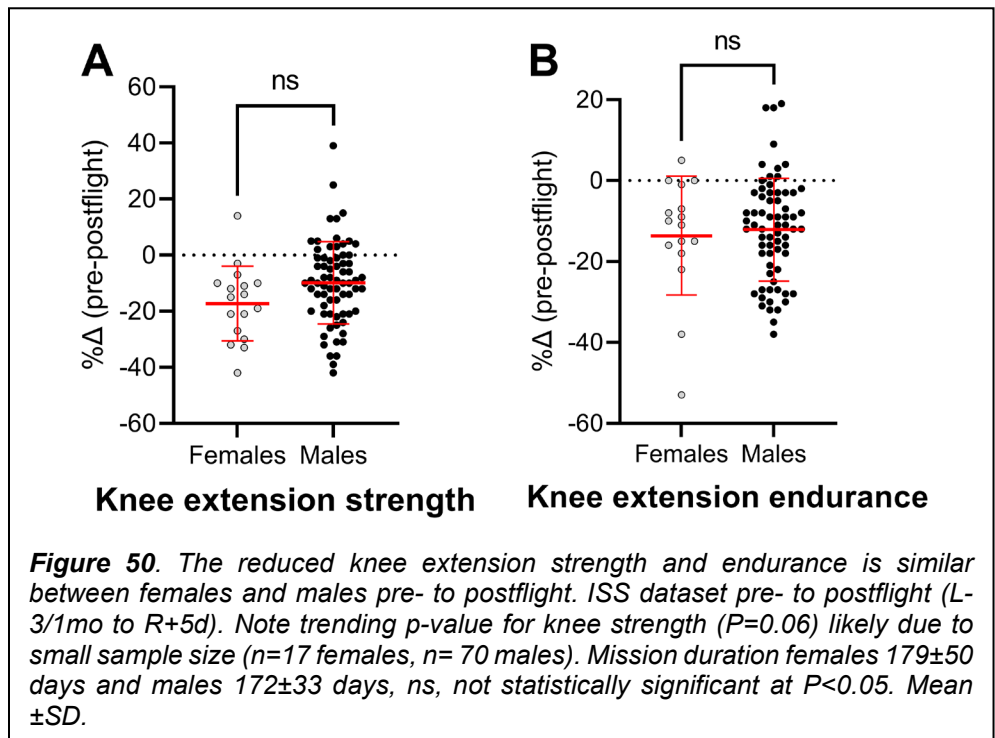 A
ns
60
40
20
0
-20
-40
-60
%Δ (pre-postflight)
Females Males
Knee extension strength
B
ns
20
0
-20
-40
-60
%Δ (pre-postflight)
Females Males
Knee extension endurance
Figure 50. The reduced knee extension strength and endurance is similar
between females and males pre- to postflight. ISS dataset pre- to postflight (L-
3/1mo to R+5d). Note trending p-value for knee strength (P=0.06) likely due to
small sample size (n=17 females, n= 70 males). Mission duration females 179±50
days and males 172±33 days, ns, not statistically significant at P<0.05. Mean
±SD.